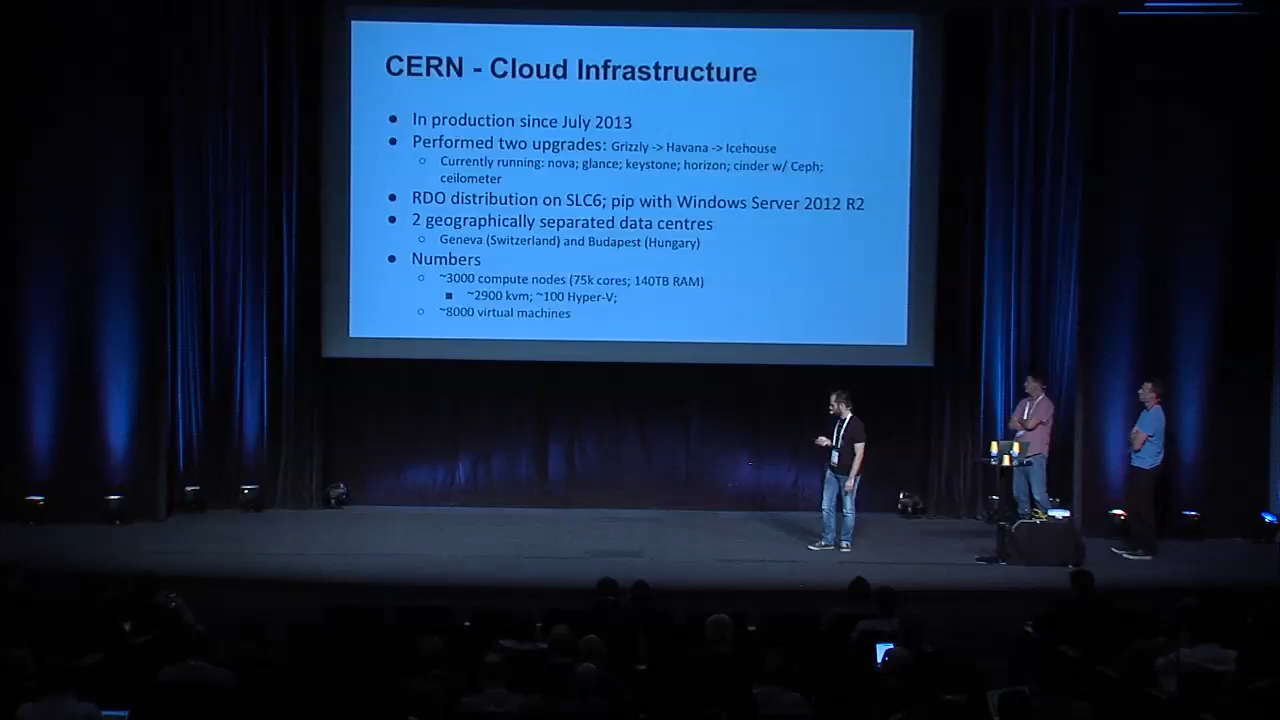 CERN - Cloud Infrastructure
● In production since July 2013
● Performed two upgrades: Grizzly -> Havana -> Icehouse
○ Currently running: nova; glance; keystone; horizon; cinder w/ Ceph;
ceilometer
● RDO distribution on SLC6; pip with Windows Server 2012 R2
● 2 geographically separated data centres
○ Geneva (Switzerland) and Budapest (Hungary)
● Numbers
○ ~3000 compute nodes (75k cores; 140TB RAM)
■ ~2900 kvm; ~100 Hyper-V;
○ ~8000 virtual machines